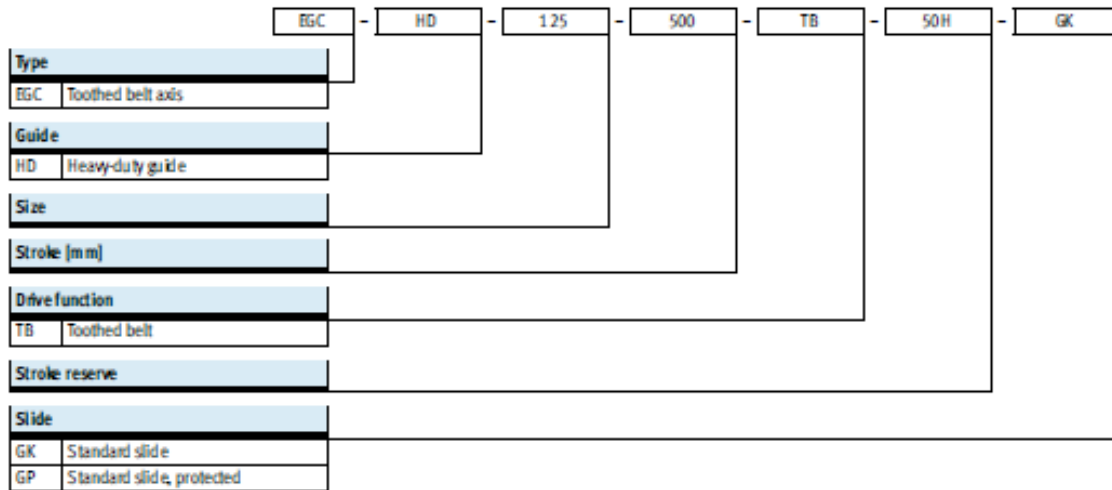 EGC - HD - 125 - 500 - TB - 50H - GK
Type
EGC Toothed belt axis
Guide
HD Heavy-duty guide
Size
Stroke [mm]
Drive function
TB Toothed belt
Stroke reserve
Slide
GK Standard slide
GP Standard slide, protected